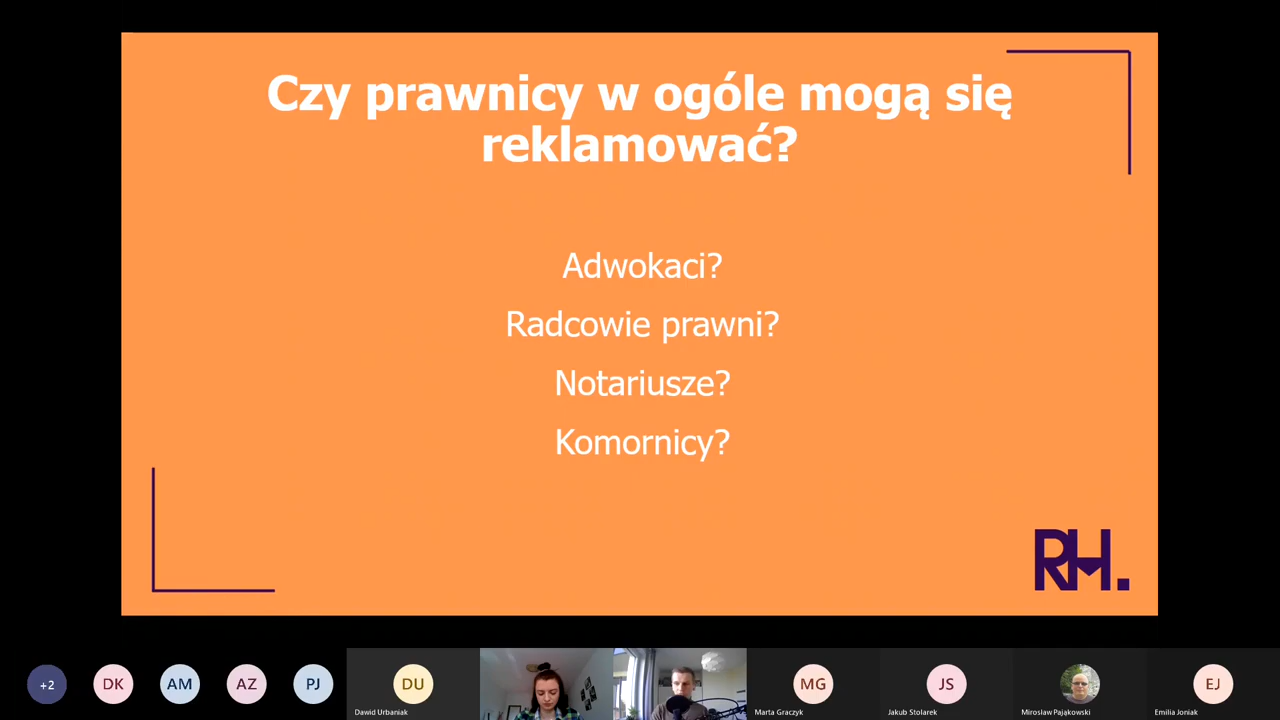 Czy prawnicy w ogóle mogą się
reklamować?
Adwokaci?
Radcowie prawni?
Notariusze?
Komornicy?
RH.
+2
DK
AM
AZ
PJ
DU
Dawid Urbaniak
MG
Marta Graczyk
JS
Jakub Stolarek
Mirosław Pająkowski
EJ
Emilia Joniak